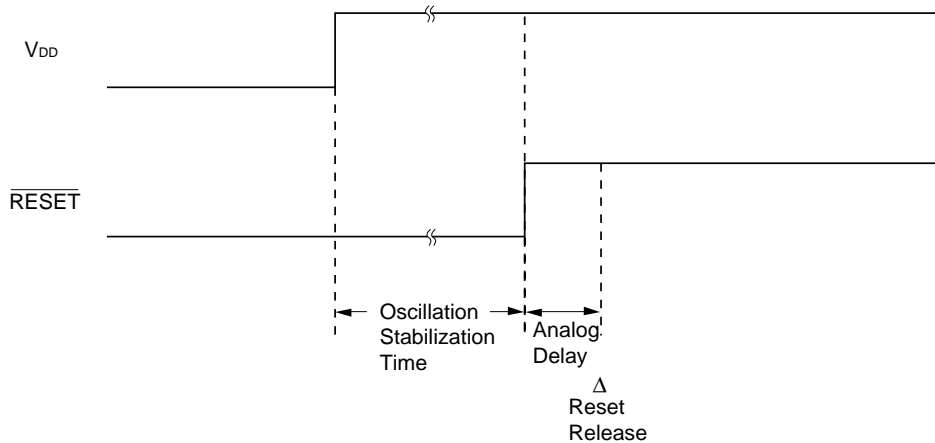 VDD
RESET
Oscillation
Stabilization
Time
Analog
Delay
Δ
Reset
Release